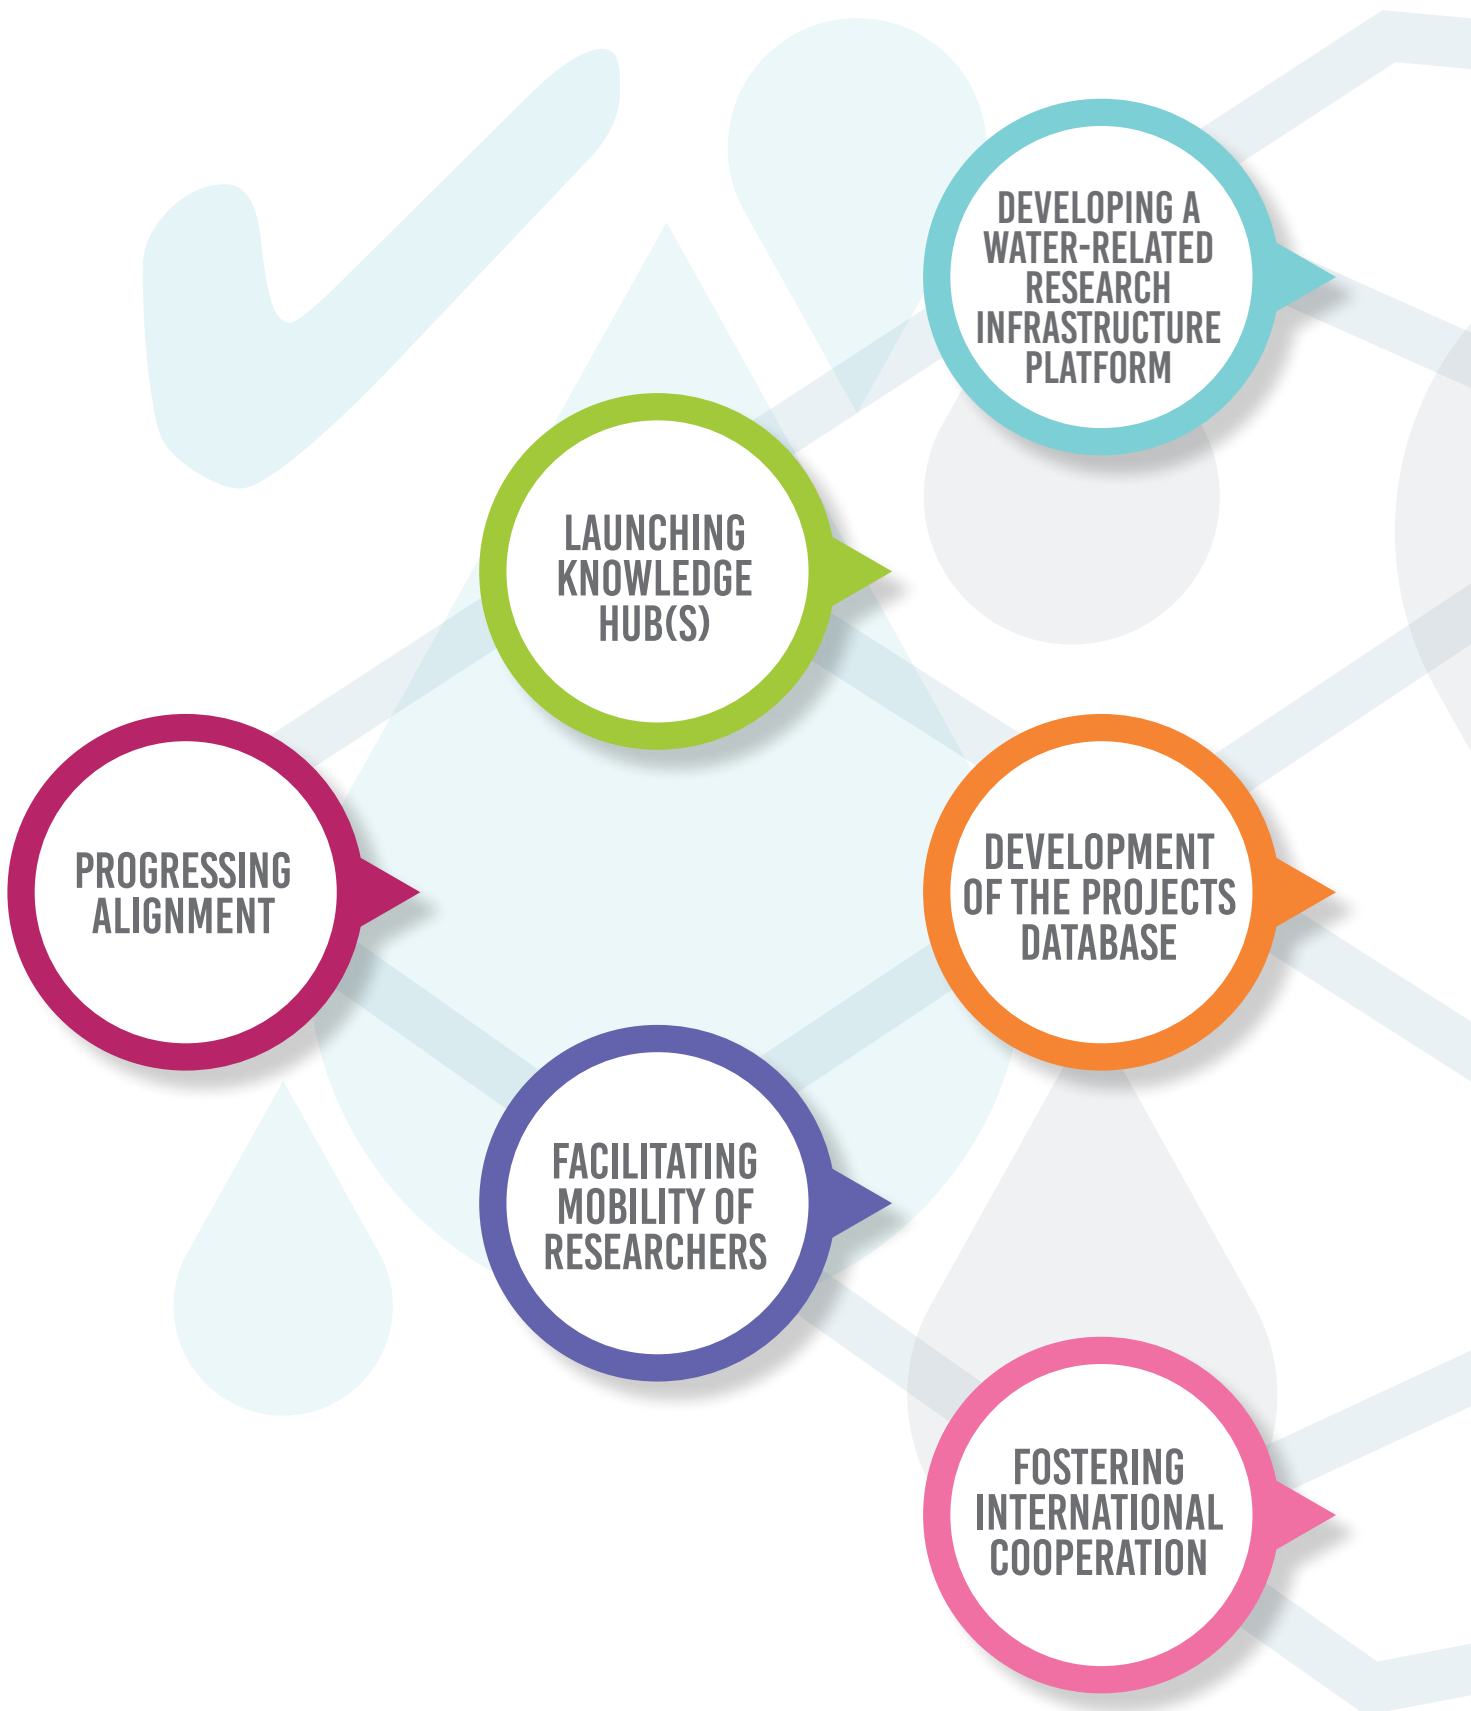 DEVELOPING A
WATER-RELATED
RESEARCH
INFRASTRUCTURE
PLATFORM
LAUNCHING
KNOWLEDGE
HUB(S)
PROGRESSING
ALIGNMENT
DEVELOPMENT
OF THE PROJECTS
DATABASE
FACILITATING
MOBILITY OF
RESEARCHERS
FOSTERING
INTERNATIONAL
COOPERATION